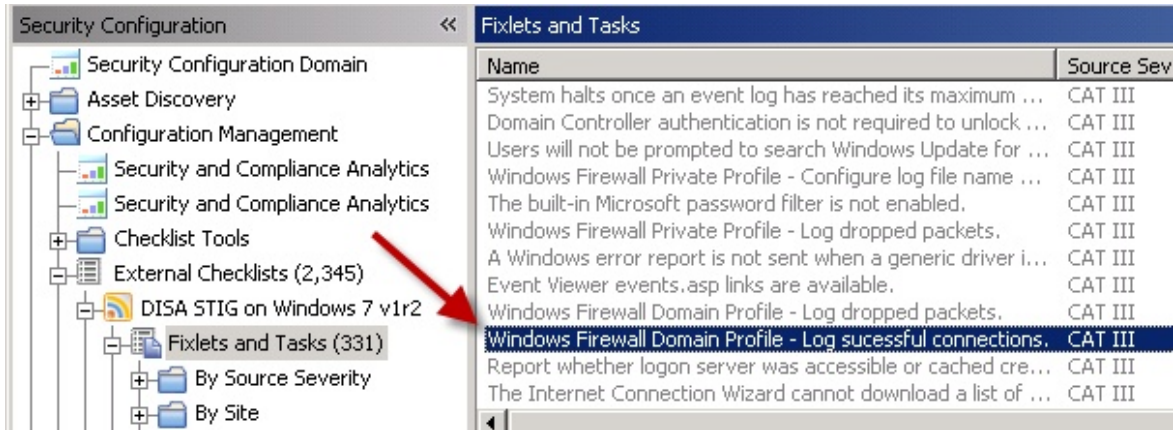 Security Configuration
Security Configuration Domain
Asset Discovery
Configuration Management
Security and Compliance Analytics
Security and Compliance Analytics
Checklist Tools
External Checklists (2,345)
DISA STIG on Windows 7 v1r2
Fixlets and Tasks (331)
By Source Severity
By Site
Fixlets and Tasks
Name Source Sev
System halts once an event log has reached its maximum ... CAT III
Domain Controller authentication is not required to unlock ... CAT III
Users will not be prompted to search Windows Update for ... CAT III
Windows Firewall Private Profile - Configure log file name ... CAT III
The built-in Microsoft password filter is not enabled. CAT III
Windows Firewall Private Profile - Log dropped packets. CAT III
A Windows error report is not sent when a generic driver i... CAT III
Event Viewer events.asp links are available. CAT III
Windows Firewall Domain Profile - Log dropped packets. CAT III
Windows Firewall Domain Profile - Log sucessful connections. CAT III
Report whether logon server was accessible or cached cre... CAT III
The Internet Connection Wizard cannot download a list of ... CAT III